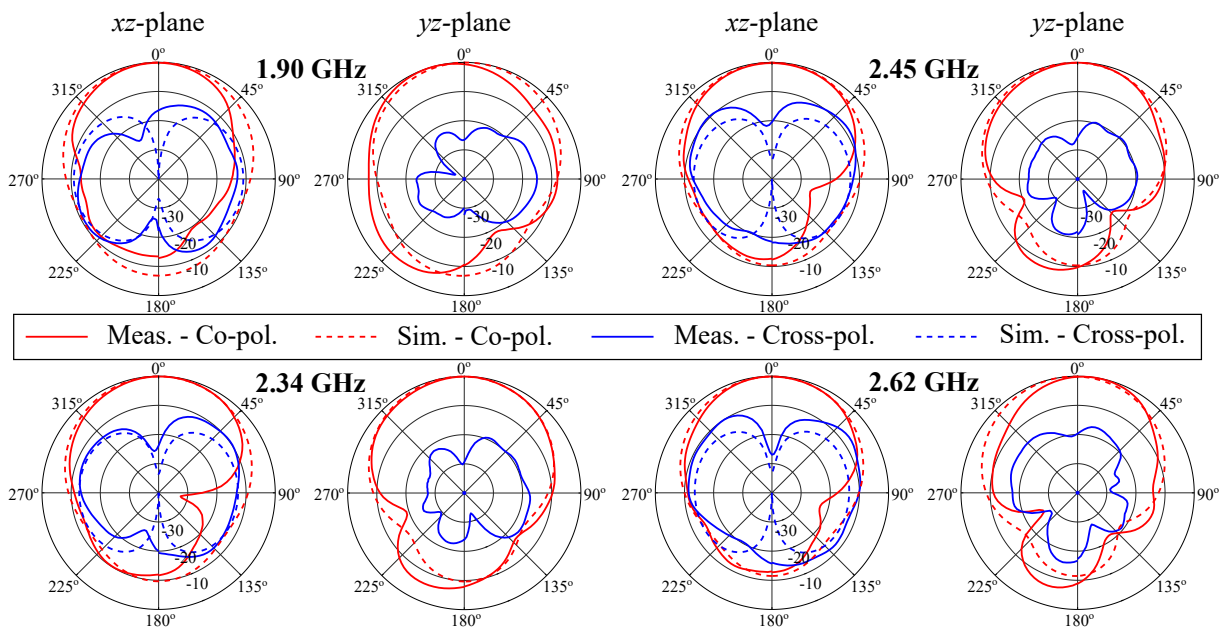 xz-plane yz-plane xz-plane yz-plane
1.90 GHz 2.45 GHz
0º 0º 0º 0º
315º 45º 315º 45º 315º 45º 315º 45º
270º 90º 270º 90º 270º 90º 270º 90º
-30 -30 -30 -30
-20 -20 -20 -20
-10 -10 -10 -10
225º 135º 225º 135º 225º 135º 225º 135º
180º 180º 180º 180º
Meas. - Co-pol. Sim. - Co-pol. Meas. - Cross-pol. Sim. - Cross-pol.
2.34 GHz 2.62 GHz
0º 0º 0º 0º
315º 45º 315º 45º 315º 45º 315º 45º
270º 90º 270º 90º 270º 90º 270º 90º
-30 -30 -30 -30
-20 -20 -20 -20
-10 -10 -10 -10
225º 135º 225º 135º 225º 135º 225º 135º
180º 180º 180º 180º